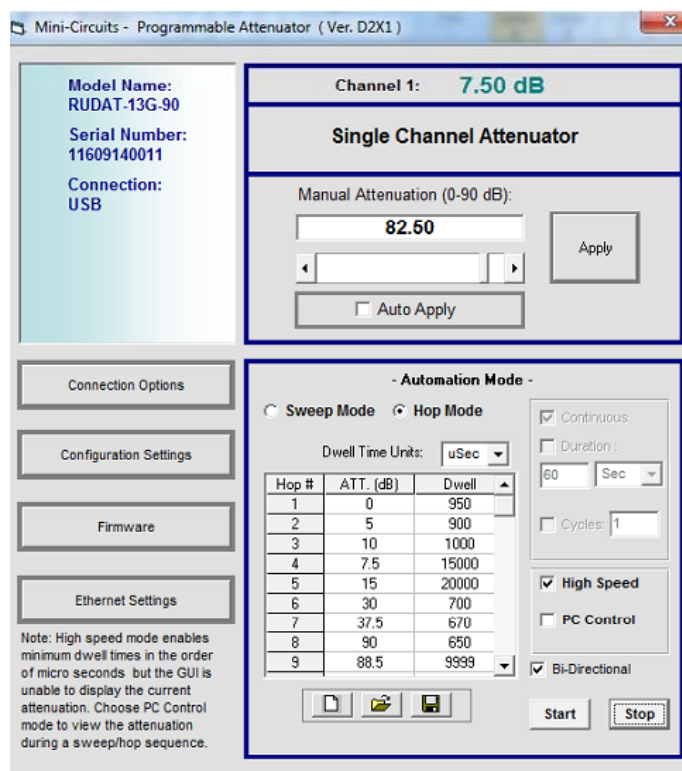 Mini-Circuits - Programmable Attenuator ( Ver. D2X1 )
Model Name:
RUDAT-13G-90
Serial Number:
11609140011
Connection:
USB
Channel 1: 7.50 dB
Single Channel Attenuator
Manual Attenuation (0-90 dB):
82.50
Apply
Auto Apply
Connection Options
Configuration Settings
Firmware
Ethernet Settings
Note: High speed mode enables
minimum dwell times in the order
of micro seconds but the GUI is
unable to display the current
attenuation. Choose PC Control
mode to view the attenuation
during a sweep/hop sequence.
- Automation Mode -
Sweep Mode Hop Mode
Dwell Time Units: uSec
Hop # ATT. (dB) Dwell
1 0 950
2 5 900
3 10 1000
4 7.5 15000
5 15 20000
6 30 700
7 37.5 670
8 90 650
9 88.5 9999
Continuous
Duration :
60 Sec
Cycles: 1
High Speed
PC Control
Bi-Directional
Start Stop